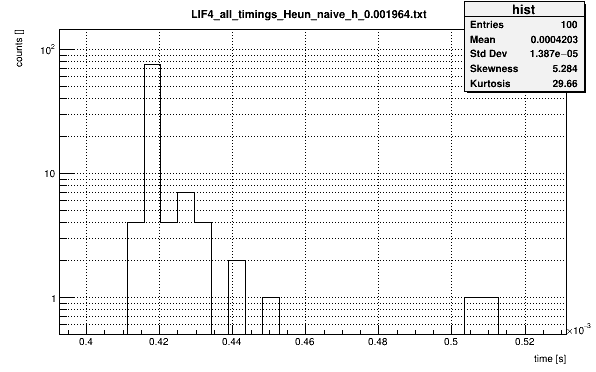 LIF4_all_timings_Heun_naive_h_0.001964.txt
hist
Entries 100
Mean 0.0004203
Std Dev 1.387e−05
Skewness 5.284
Kurtosis 29.66
counts []
10²
10
1
0.4 0.42 0.44 0.46 0.48 0.5 0.52
×10⁻³
time [s]